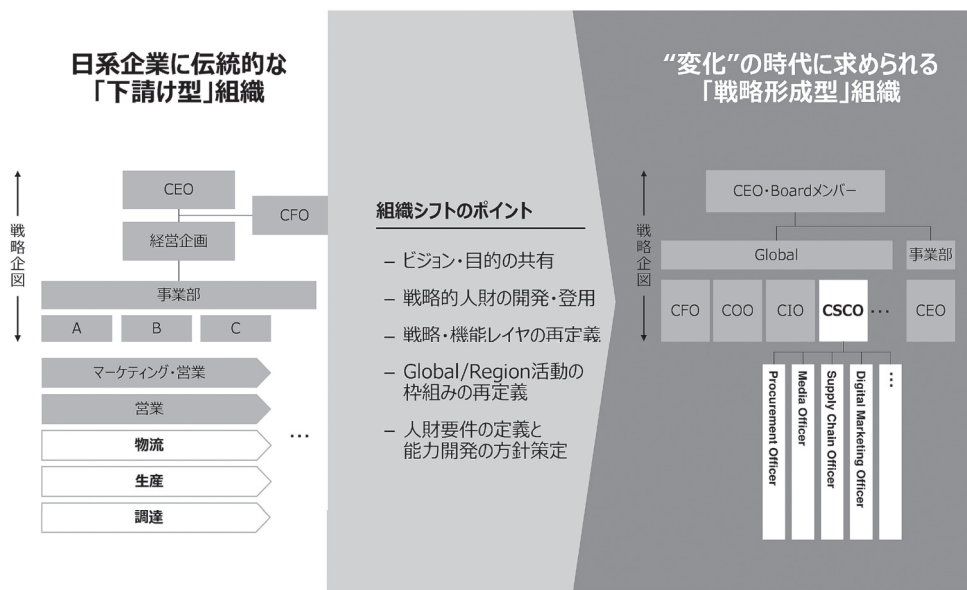 日系企業に伝統的な
「下請け型」組織
戦略企図
CEO
CFO
経営企画
事業部
A
B
C
マーケティング・営業
営業
物流
生産
調達
…
組織シフトのポイント
– ビジョン・目的の共有
– 戦略的人財の開発・登用
– 戦略・機能レイヤの再定義
– Global/Region活動の
枠組みの再定義
– 人財要件の定義と
能力開発の方針策定
“変化”の時代に求められる
「戦略形成型」組織
戦略企図
CEO・Boardメンバー
Global
事業部
CFO
COO
CIO
CSCO
…
CEO
Procurement Officer
Media Officer
Supply Chain Officer
Digital Marketing Officer
…